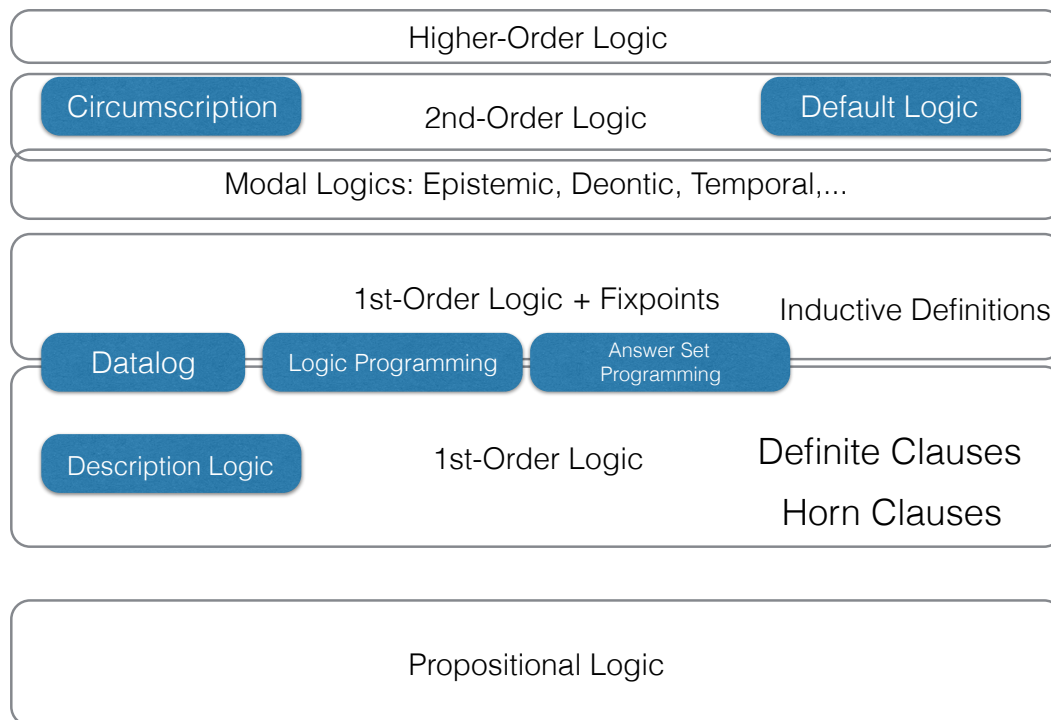 Higher-Order Logic
Circumscription
2nd-Order Logic
Default Logic
Modal Logics: Epistemic, Deontic, Temporal,...
1st-Order Logic + Fixpoints
Inductive Definitions
Datalog
Logic Programming
Answer Set
Programming
Description Logic
1st-Order Logic
Definite Clauses
Horn Clauses
Propositional Logic